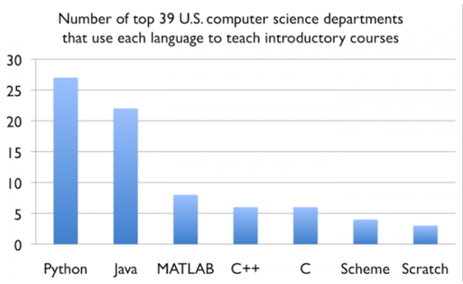 Number of top 39 U.S. computer science departments
that use each language to teach introductory courses
30
25
20
15
10
5
0
Python Java MATLAB C++ C Scheme Scratch